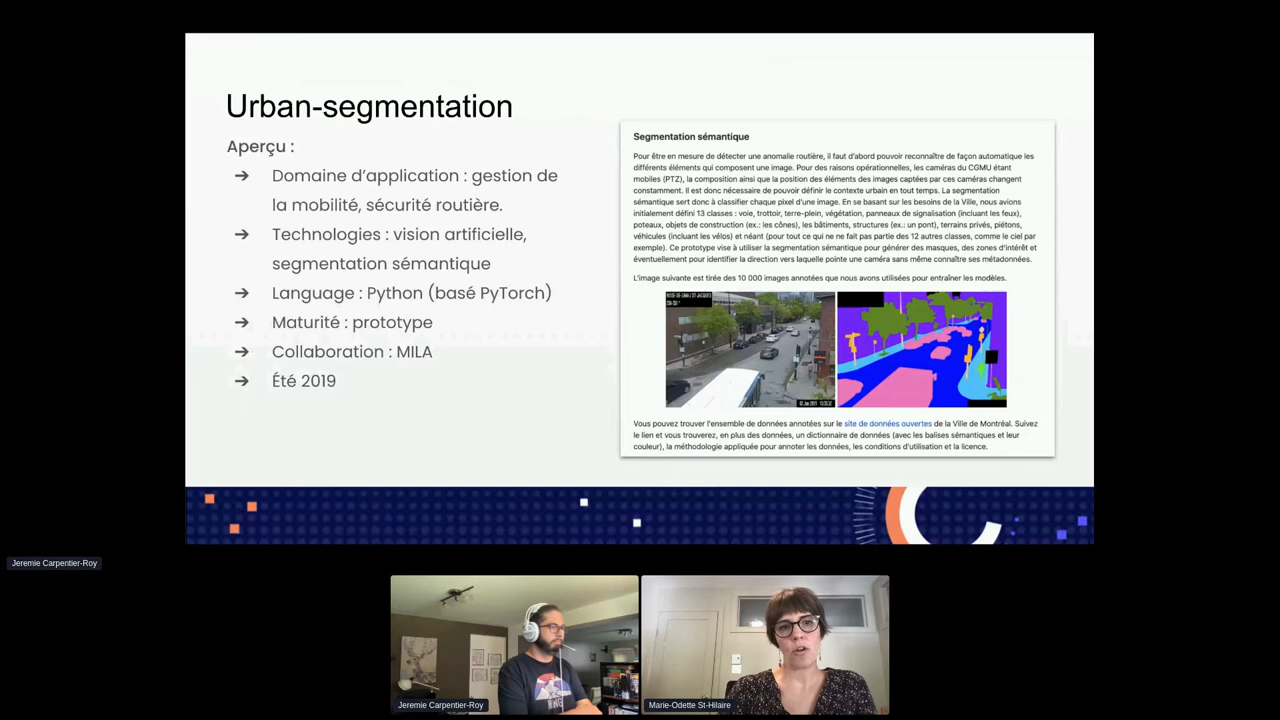 Urban-segmentation
Aperçu :
➔ Domaine d’application : gestion de
la mobilité, sécurité routière.
➔ Technologies : vision artificielle,
segmentation sémantique
➔ Language : Python (basé PyTorch)
➔ Maturité : prototype
➔ Collaboration : MILA
➔ Été 2019
Segmentation sémantique
Pour être en mesure de détecter une anomalie routière, il faut d'abord pouvoir reconnaître de façon automatique les
différents éléments qui composent une image. Pour des raisons opérationnelles, les caméras du CGMU étant
mobiles (PTZ), la composition ainsi que la position des éléments des images captées par ces caméras changent
constamment. Il est donc nécessaire de pouvoir définir le contexte urbain en tout temps. La segmentation
sémantique sert donc à classifier chaque pixel d'une image. En se basant sur les besoins de la Ville, nous avions
initialement défini 13 classes : voie, trottoir, terre-plein, végétation, panneaux de signalisation (incluant les feux),
poteaux, objets de construction (ex.: les cônes), les bâtiments, structures (ex.: un pont), terrains privés, piétons,
véhicules (incluant les vélos) et néant (pour tout ce qui ne fait pas partie des 12 autres classes, comme le ciel par
exemple). Ce prototype vise à utiliser la segmentation sémantique pour générer des masques, des zones d'intérêt et
éventuellement pour identifier la direction vers laquelle pointe une caméra sans même connaître ses métadonnées.
L'image suivante est tirée des 10 000 images annotées que nous avons utilisées pour entraîner les modèles.
Vous pouvez trouver l'ensemble de données annotées sur le site de données ouvertes de la Ville de Montréal. Suivez
le lien et vous trouverez, en plus des données, un dictionnaire de données (avec les balises sémantiques et leur
couleur), la méthodologie appliquée pour annoter les données, les conditions d'utilisation et la licence.
Jeremie Carpentier-Roy
Jeremie Carpentier-Roy
Marie-Odette St-Hilaire